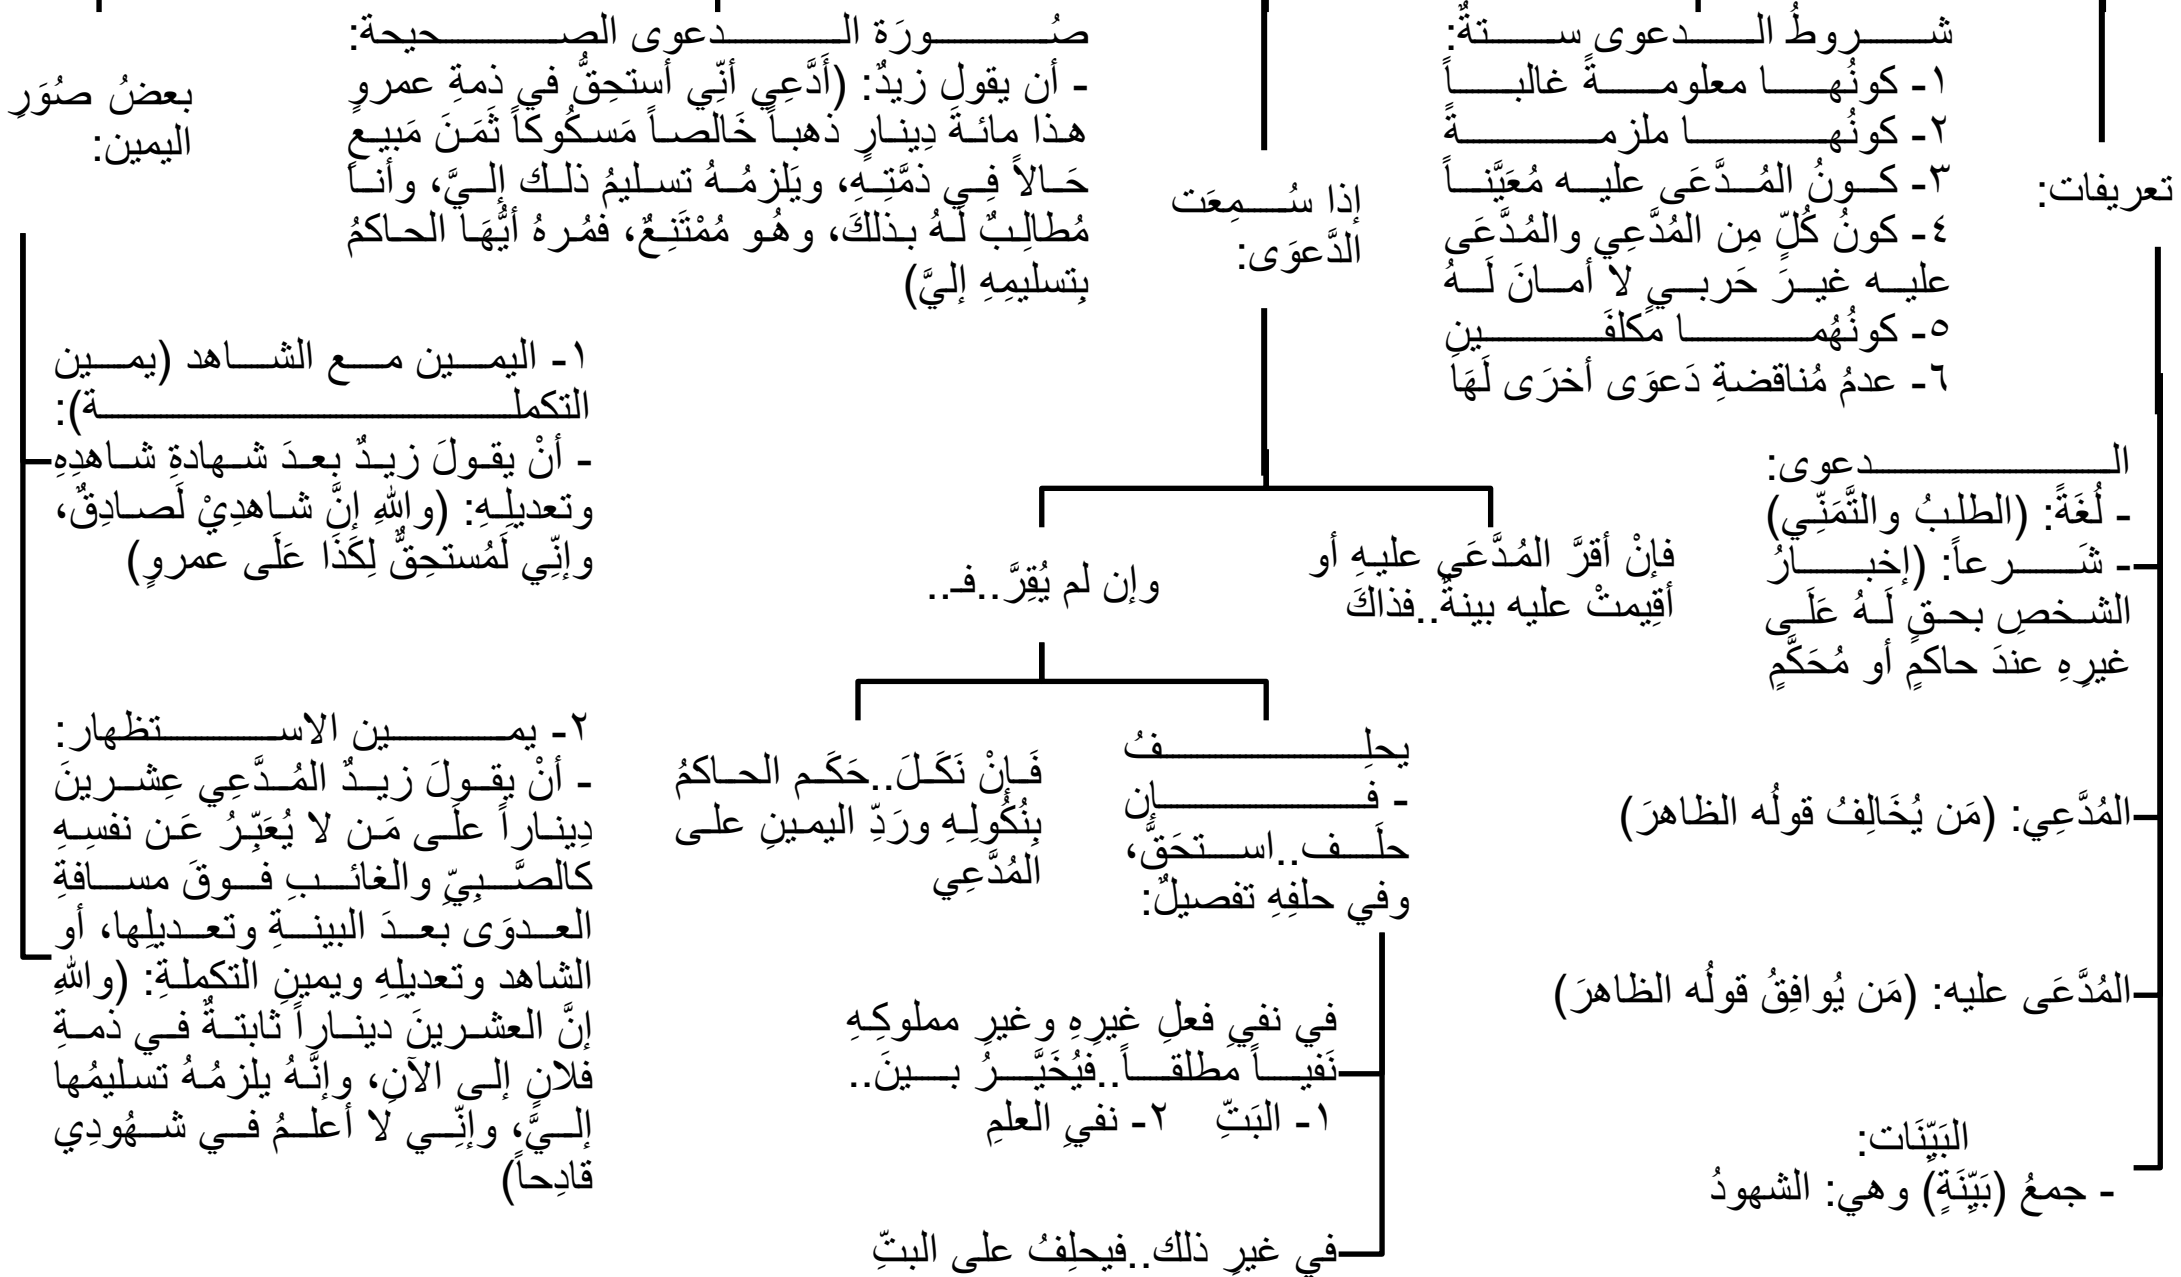 تعريفات:
الدعوى:
- لُغَةً: (الطلبُ والتَّمَنِّي)
- شَرعاً: (إخبارُ
الشخصِ بحقٍ لَهُ عَلَى
غيرِهِ عندَ حاكمٍ أو مُحَكَّمٍ
المُدَّعِي: (مَن يُخَالِفُ قولُه الظاهرَ)
المُدَّعَى عليه: (مَن يُوافِقُ قولُه الظاهرَ)
البَيِّنَات:
- جمعُ (بَيِّنَةٍ) وهي: الشهودُ
شروطُ الدعوى ستةٌ:
١- كونُها معلومةً غالباً
٢- كونُها ملزمةً
٣- كونُ المُدَّعَى عليه مُعَيَّناً
٤- كونُ كُلٍّ مِن المُدَّعِي والمُدَّعَى
عليه غيرَ حَربيٍ لا أمانَ لَهُ
٥- كونُهُما مكلفَينِ
٦- عدمُ مُناقضةِ دَعوَى أخرَى لَهَا
إذا سُمِعَت
الدَّعوَى:
فإنْ أقرَّ المُدَّعَى عليهِ أو
أقِيمتْ عليه بينةٌ..فذاكَ
وإن لم يُقِرَّ..فـ..
يحلِفُ
- فَإن
حلَف..استحَقَّ،
وفي حلفِهِ تفصيلٌ:
في نفيِ فعلِ غيرِهِ وغيرِ مملوكِهِ
نَفياً مطلقاً..فيُخَيَّرُ بينَ..
١- البَتِّ ٢- نفيِ العلمِ
في غيرِ ذلك..فيحلِفُ على البتِّ
فَإنْ نَكَلَ..حَكَم الحاكمُ
بِنُكُولِهِ ورَدِّ اليمينِ على
المُدَّعِي
صُورَة الدعوى الصحيحة:
- أن يقول زيدٌ: (أَدَّعِي أنِّي أستحِقُّ في ذمةِ عمروٍ
هذا مائةَ دِينارٍ ذهباً خَالصاً مَسكُوكاً ثَمَنَ مَبيعٍ
حَالاً فِي ذمَّتِهِ، ويَلزمُهُ تسليمُ ذلك إليَّ، وأنا
مُطالِبٌ لَهُ بذلكَ، وهُو مُمْتَنِعٌ، فمُرهُ أيُّهَا الحاكمُ
بِتسليمِهِ إليَّ)
بعضُ صُوَرِ
اليمين:
١- اليمين مع الشاهد (يمين
التكملة):
- أنْ يقولَ زيدٌ بعدَ شهادةِ شاهدِهِ
وتعديلِهِ: (واللهِ إنَّ شاهدِيْ لَصادِقٌ،
وإنِّي لَمُستحِقٌّ لِكَذَا عَلَى عمروٍ)
٢- يمين الاستظهار:
- أنْ يقولَ زيدٌ المُدَّعِي عِشرينَ
دِيناراً علَى مَن لا يُعَبِّرُ عَن نفسِهِ
كالصَّبِيِّ والغائبِ فوقَ مسافةِ
العدوَى بعدَ البينةِ وتعديلِها، أو
الشاهد وتعديلِهِ ويمينِ التكملةِ: (واللهِ
إنَّ العشرينَ ديناراً ثابتةٌ في ذمةِ
فلانٍ إلى الآنِ، وإنَّهُ يلزمُهُ تسليمُها
إليَّ، وإنِّي لا أعلمُ في شهُودِي
قادِحاً)